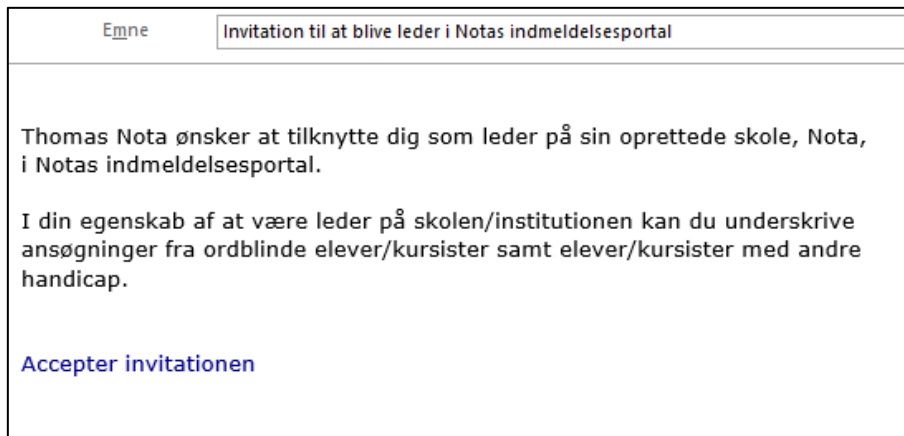 Emne Invitation til at blive leder i Notas indmeldelsesportal
Thomas Nota ønsker at tilknytte dig som leder på sin oprettede skole, Nota,
i Notas indmeldelsesportal.
I din egenskab af at være leder på skolen/institutionen kan du underskrive
ansøgninger fra ordblinde elever/kursister samt elever/kursister med andre
handicap.
Accepter invitationen